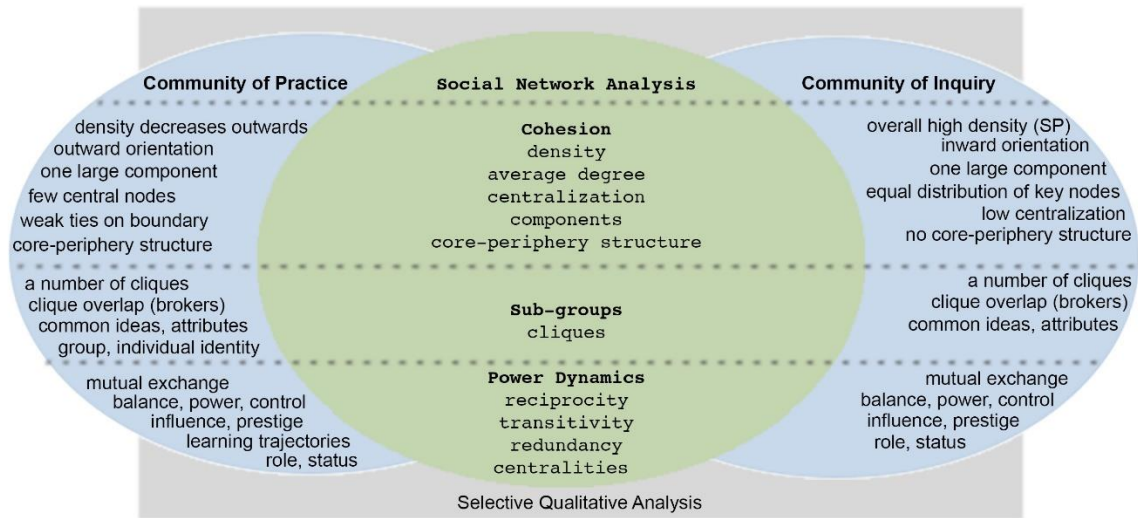 Community of Practice
Social Network Analysis
Community of Inquiry
density decreases outwards
outward orientation
one large component
few central nodes
weak ties on boundary
core-periphery structure
Cohesion
density
average degree
centralization
components
core-periphery structure
overall high density (SP)
inward orientation
one large component
equal distribution of key nodes
low centralization
no core-periphery structure
a number of cliques
clique overlap (brokers)
common ideas, attributes
group, individual identity
Sub-groups
cliques
a number of cliques
clique overlap (brokers)
common ideas, attributes
mutual exchange
balance, power, control
influence, prestige
learning trajectories
role, status
Power Dynamics
reciprocity
transitivity
redundancy
centralities
mutual exchange
balance, power, control
influence, prestige
role, status
Selective Qualitative Analysis